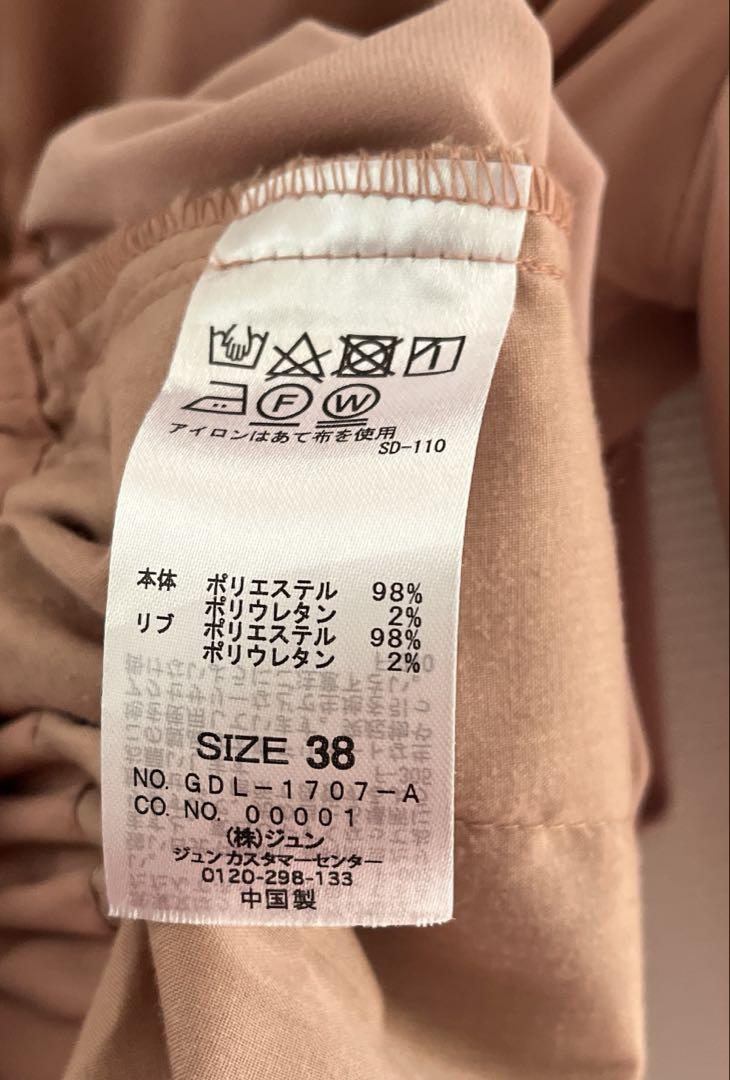 F
W
アイロンはあて布を使用
SD-110
本体 ポリエステル 98%
ポリウレタン 2%
リブ ポリエステル 98%
ポリウレタン 2%
SIZE 38
NO. GDL-1707-A
CO. NO. 00001
(株)ジュン
ジュンカスタマーセンター
0120-298-133
中国製